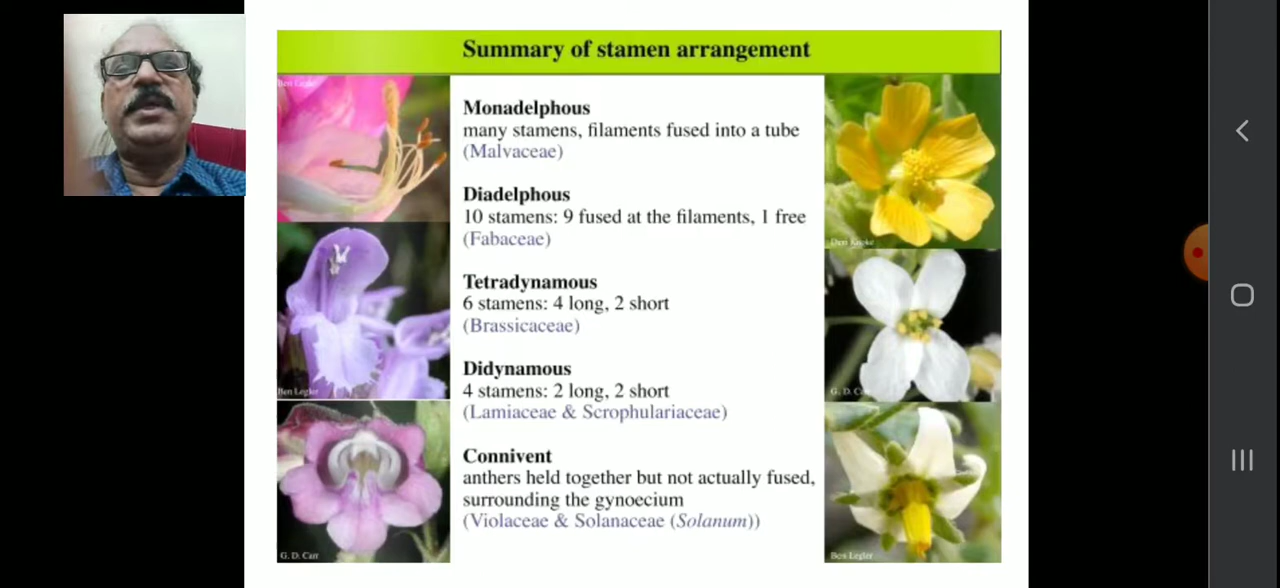 Summary of stamen arrangement
Monadelphous
many stamens, filaments fused into a tube
(Malvaceae)
Diadelphous
10 stamens: 9 fused at the filaments, 1 free
(Fabaceae)
Tetradynamous
6 stamens: 4 long, 2 short
(Brassicaceae)
Didynamous
4 stamens: 2 long, 2 short
(Lamiaceae & Scrophulariaceae)
Connivent
anthers held together but not actually fused,
surrounding the gynoecium
(Violaceae & Solanaceae (Solanum))
Ben Legler
Ben Legler
G. D. Carr
G. D.
Ben Legler